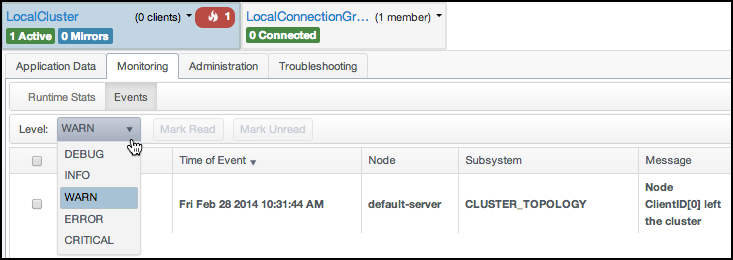 LocalCluster (0 clients) 1 LocalConnectionGr... (1 member)
1 Active 0 Mirrors 0 Connected
Application Data Monitoring Administration Troubleshooting
Runtime Stats Events
Level: WARN Mark Read Mark Unread
DEBUG
INFO
WARN
ERROR
CRITICAL
Time of Event Node Subsystem Message
Fri Feb 28 2014 10:31:44 AM default-server CLUSTER_TOPOLOGY Node
ClientID[0] left
the cluster